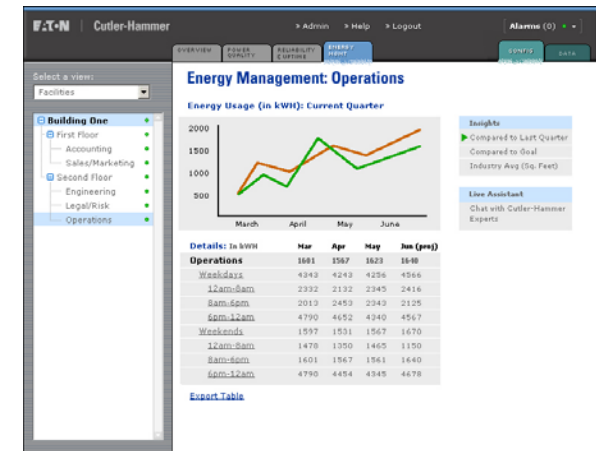 E·T·N | Cutler-Hammer
> Admin > Help > Logout
Alarms (0)
OVERVIEW
POWER QUALITY
RELIABILITY & UPTIME
ENERGY MGMT
CONFIG
DATA
Select a view:
Facilities
Building One
First Floor
Accounting
Sales/Marketing
Second Floor
Engineering
Legal/Risk
Operations
Energy Management: Operations
Energy Usage (in kWH): Current Quarter
2000
1500
1000
500
March April May June
Insights
Compared to Last Quarter
Compared to Goal
Industry Avg (Sq. Feet)
Live Assistant
Chat with Cutler-Hammer
Experts
Details: In kWH Mar Apr May Jun (proj)
Operations 1601 1567 1623 1640
Weekdays 4343 4243 4256 4566
12am-8am 2332 2132 2345 2416
8am-6pm 2013 2453 2343 2125
6pm-12am 4790 4652 4340 4567
Weekends 1597 1531 1567 1670
12am-8am 1470 1350 1465 1150
8am-6pm 1601 1567 1561 1640
6pm-12am 4790 4454 4345 4678
Export Table